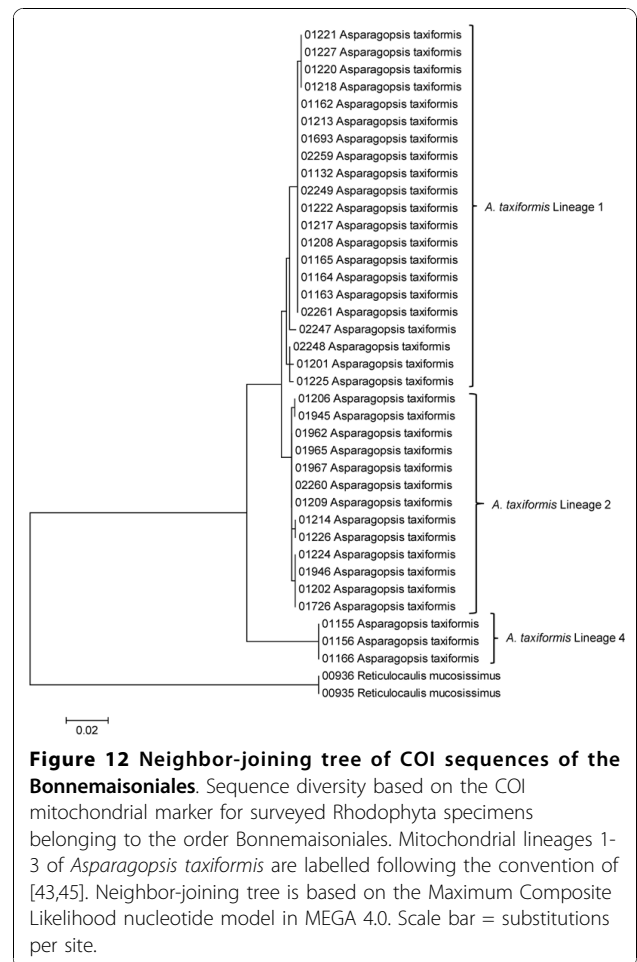 01221 Asparagopsis taxiformis
01227 Asparagopsis taxiformis
01220 Asparagopsis taxiformis
01218 Asparagopsis taxiformis
01162 Asparagopsis taxiformis
01213 Asparagopsis taxiformis
01693 Asparagopsis taxiformis
02259 Asparagopsis taxiformis
01132 Asparagopsis taxiformis
02249 Asparagopsis taxiformis
01222 Asparagopsis taxiformis
01217 Asparagopsis taxiformis
01208 Asparagopsis taxiformis
01165 Asparagopsis taxiformis
01164 Asparagopsis taxiformis
01163 Asparagopsis taxiformis
02261 Asparagopsis taxiformis
02247 Asparagopsis taxiformis
02248 Asparagopsis taxiformis
01201 Asparagopsis taxiformis
01225 Asparagopsis taxiformis
A. taxiformis Lineage 1
01206 Asparagopsis taxiformis
01945 Asparagopsis taxiformis
01962 Asparagopsis taxiformis
01965 Asparagopsis taxiformis
01967 Asparagopsis taxiformis
02260 Asparagopsis taxiformis
01209 Asparagopsis taxiformis
01214 Asparagopsis taxiformis
01226 Asparagopsis taxiformis
01224 Asparagopsis taxiformis
01946 Asparagopsis taxiformis
01202 Asparagopsis taxiformis
01726 Asparagopsis taxiformis
A. taxiformis Lineage 2
01155 Asparagopsis taxiformis
01156 Asparagopsis taxiformis
01166 Asparagopsis taxiformis
A. taxiformis Lineage 4
00936 Reticulocaulis mucosissimus
00935 Reticulocaulis mucosissimus
0.02
Figure 12 Neighbor-joining tree of COI sequences of the
Bonnemaisoniales. Sequence diversity based on the COI
mitochondrial marker for surveyed Rhodophyta specimens
belonging to the order Bonnemaisoniales. Mitochondrial lineages 1-
3 of Asparagopsis taxiformis are labelled following the convention of
[43,45]. Neighbor-joining tree is based on the Maximum Composite
Likelihood nucleotide model in MEGA 4.0. Scale bar = substitutions
per site.